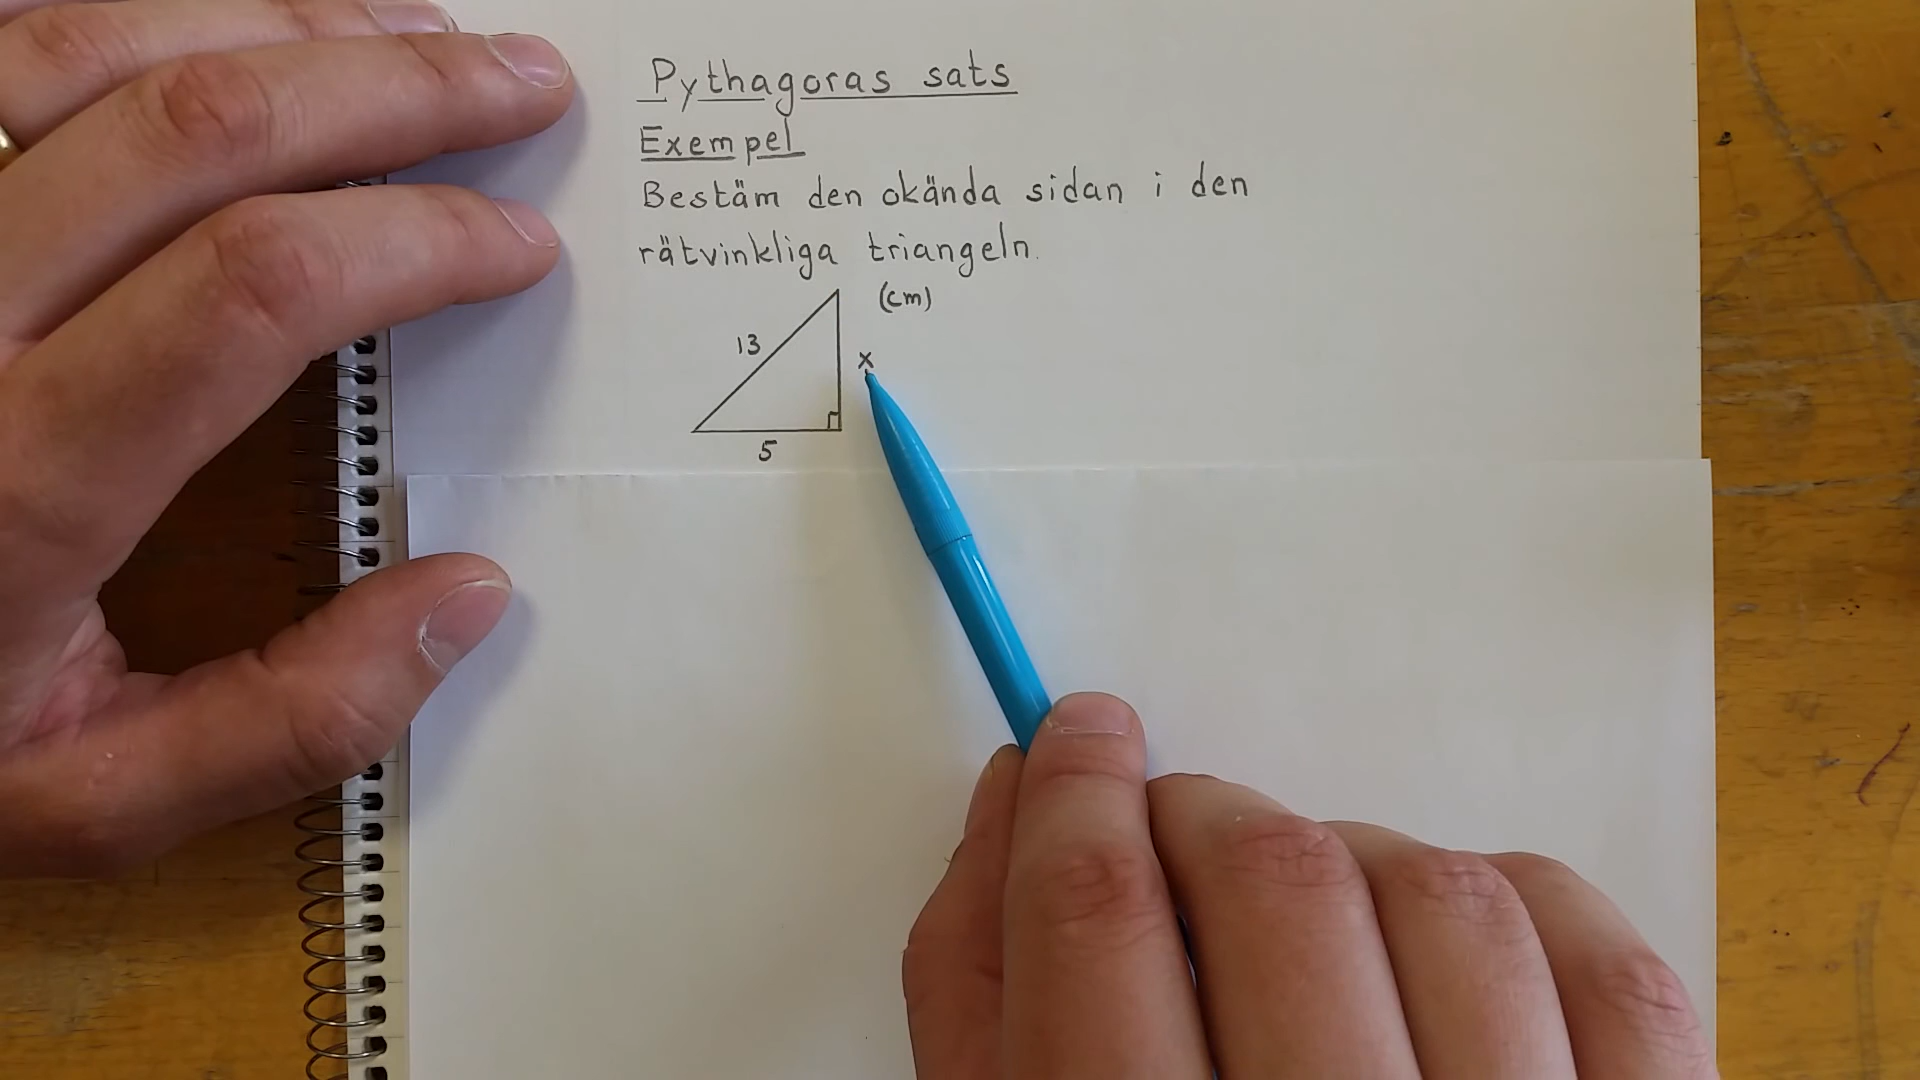 Pythagoras sats
Exempel
Bestäm den okända sidan i den
rätvinkliga triangeln.
(cm)
13
x
5